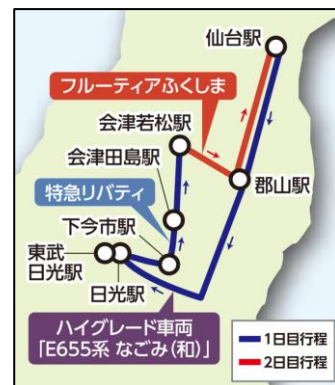 仙台駅
フルーティアふくしま
会津若松駅
会津田島駅
郡山駅
特急リバティ
下今市駅
東武
日光駅
日光駅
ハイグレード車両
「E655系 なごみ(和)」
1日目行程
2日目行程